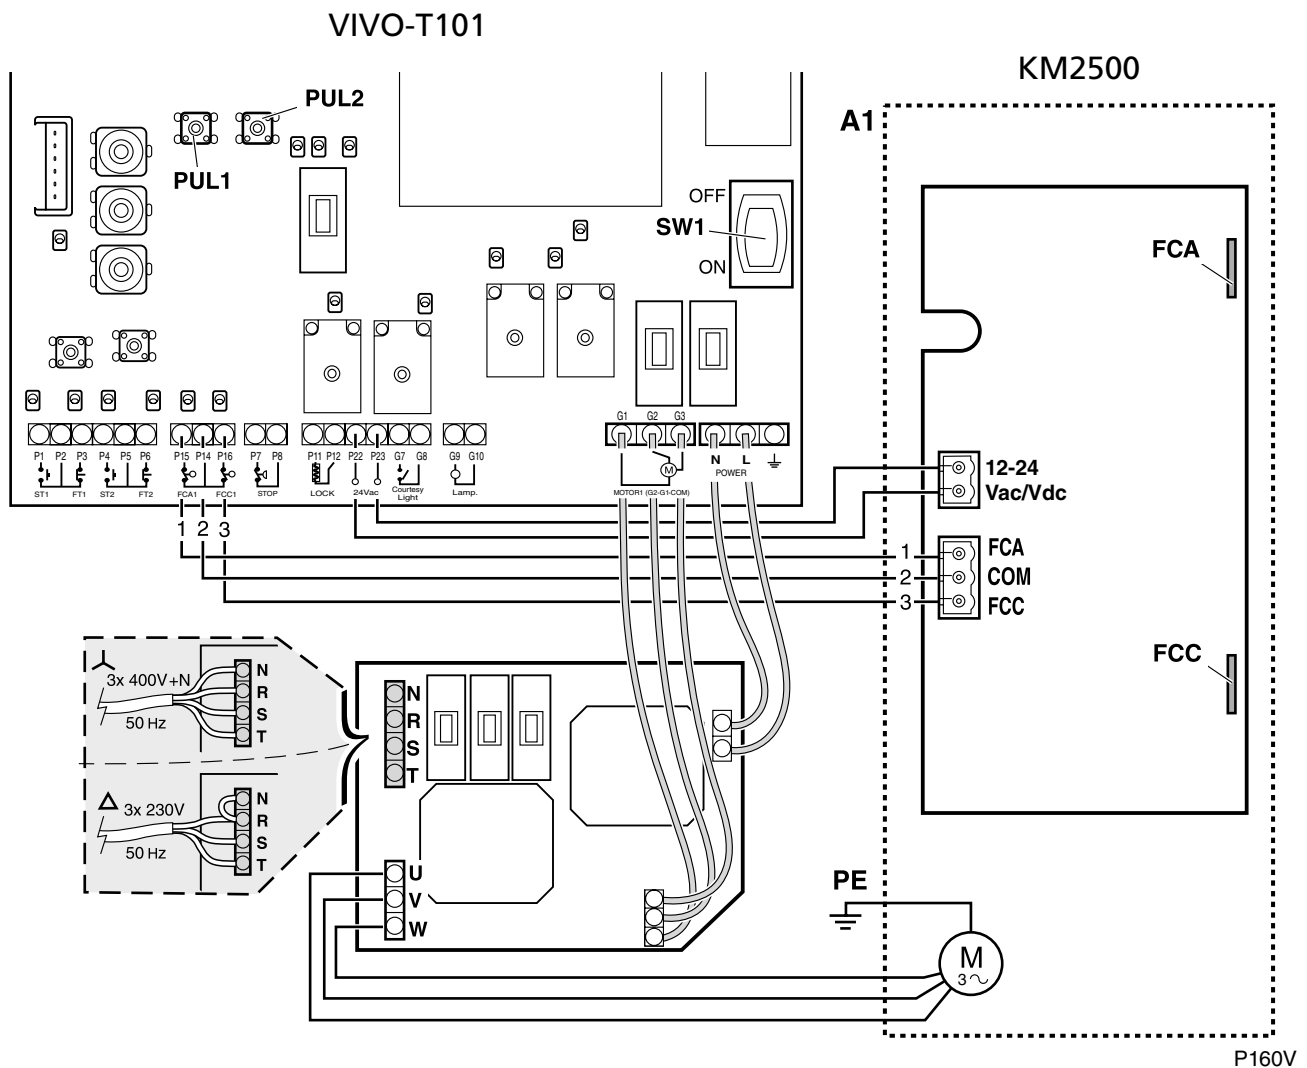 VIVO-T101
KM2500
PUL2
PUL1
A1
OFF
SW1
ON
FCA
G1 G2 G3
P1 P2 P3 P4 P5 P6 P15 P14 P16 P7 P8 P11 P12 P22 P23 G7 G8 G9 G10
M
N L
POWER
ST1 FT1 ST2 FT2 FCA1 FCC1 STOP LOCK 24Vac Courtesy Light Lamp.
MOTOR1 (G2-G1-COM)
12-24
Vac/Vdc
1 2 3
1 FCA
2 COM
3 FCC
FCC
3x 400V+N
50 Hz
N
R
S
T
3x 230V
50 Hz
N
R
S
T
N
R
S
T
U
V
W
PE
M
3
P160V